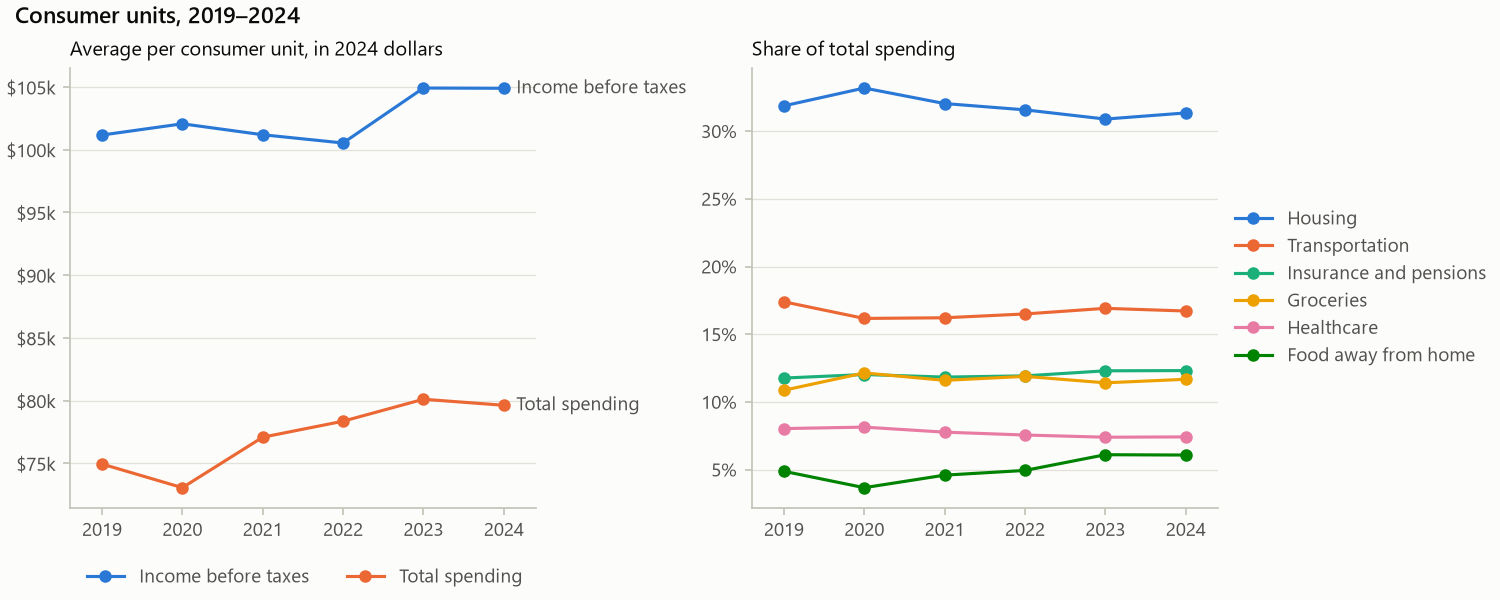 Consumer units, 2019–2024
Average per consumer unit, in 2024 dollars
$105k
$100k
$95k
$90k
$85k
$80k
$75k
Income before taxes
Total spending
2019 2020 2021 2022 2023 2024
Income before taxes Total spending
Share of total spending
30%
25%
20%
15%
10%
5%
2019 2020 2021 2022 2023 2024
Housing
Transportation
Insurance and pensions
Groceries
Healthcare
Food away from home